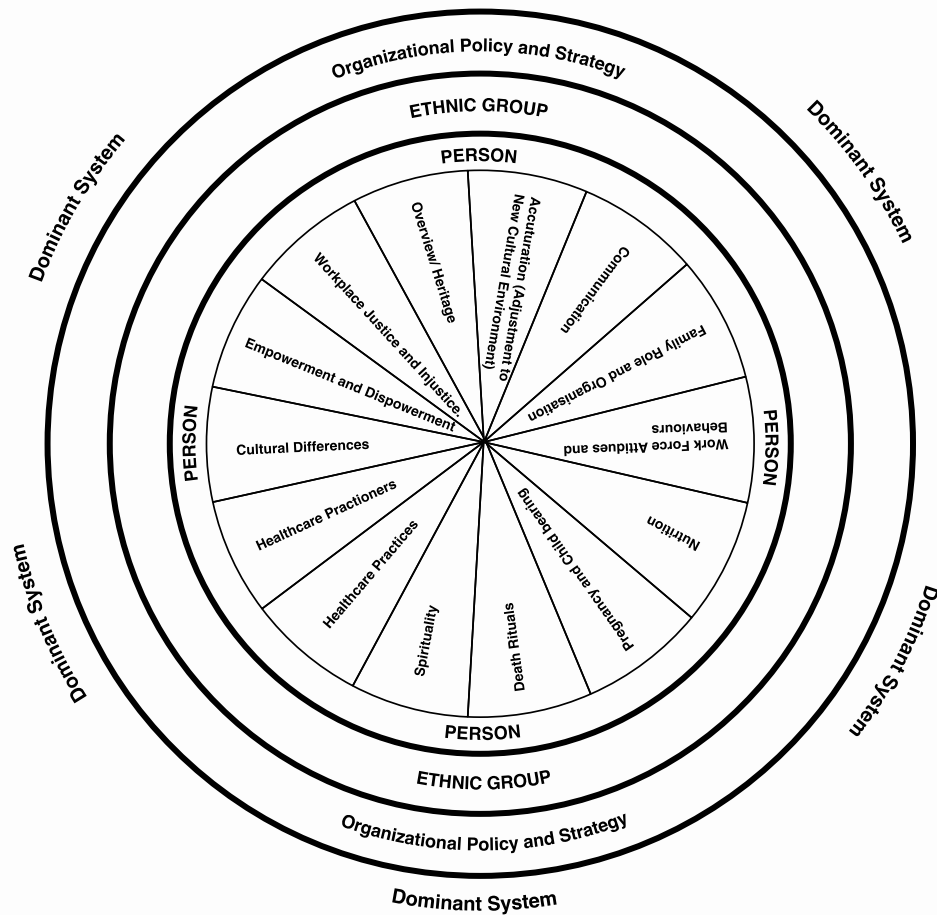 Organizational Policy and Strategy
ETHNIC GROUP
PERSON
Dominant System
Dominant System
Overview/ Heritage
Accuturation (Adjustment to
New Cultural Environment)
Communication
Family Role and Organisation
Work Force Attidues and
Behaviours
Nutrition
Pregnancy and Child bearing
Death Rituals
Spirituality
Healthcare Practices
Healthcare Practioners
Cultural Differences
Empowerment and Dispowerment
Workplace Justice and Injustice.
PERSON
PERSON
Dominant System
Dominant System
PERSON
ETHNIC GROUP
Organizational Policy and Strategy
Dominant System